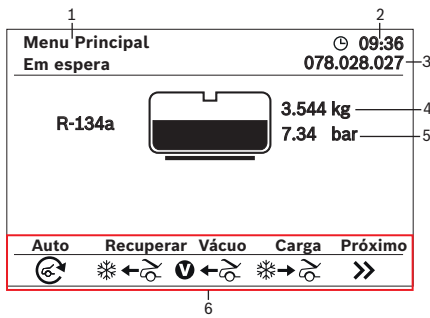 1 2
Menu Principal 09:36
Em espera 078.028.027 3
R-134a 3.544 kg 4
7.34 bar 5
Auto Recuperar Vácuo Carga Próximo
V
6